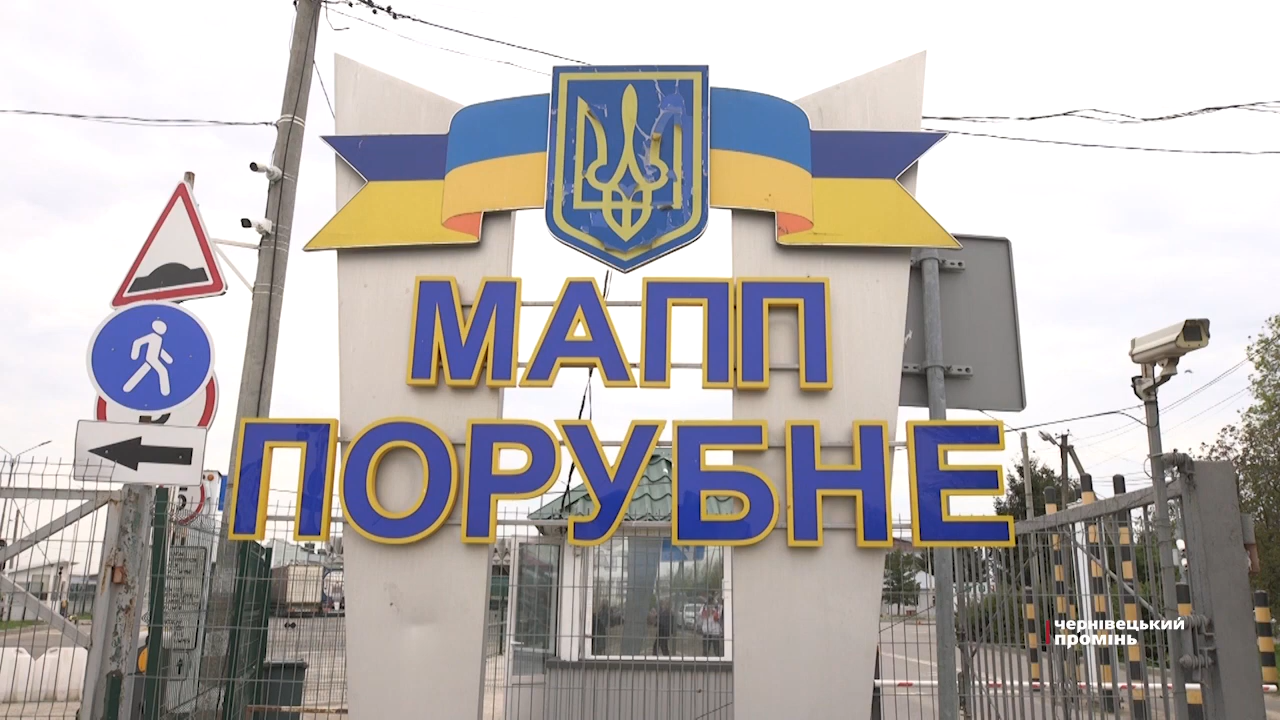 МАПП
ПОРУБНЕ
чернівецький
промінь